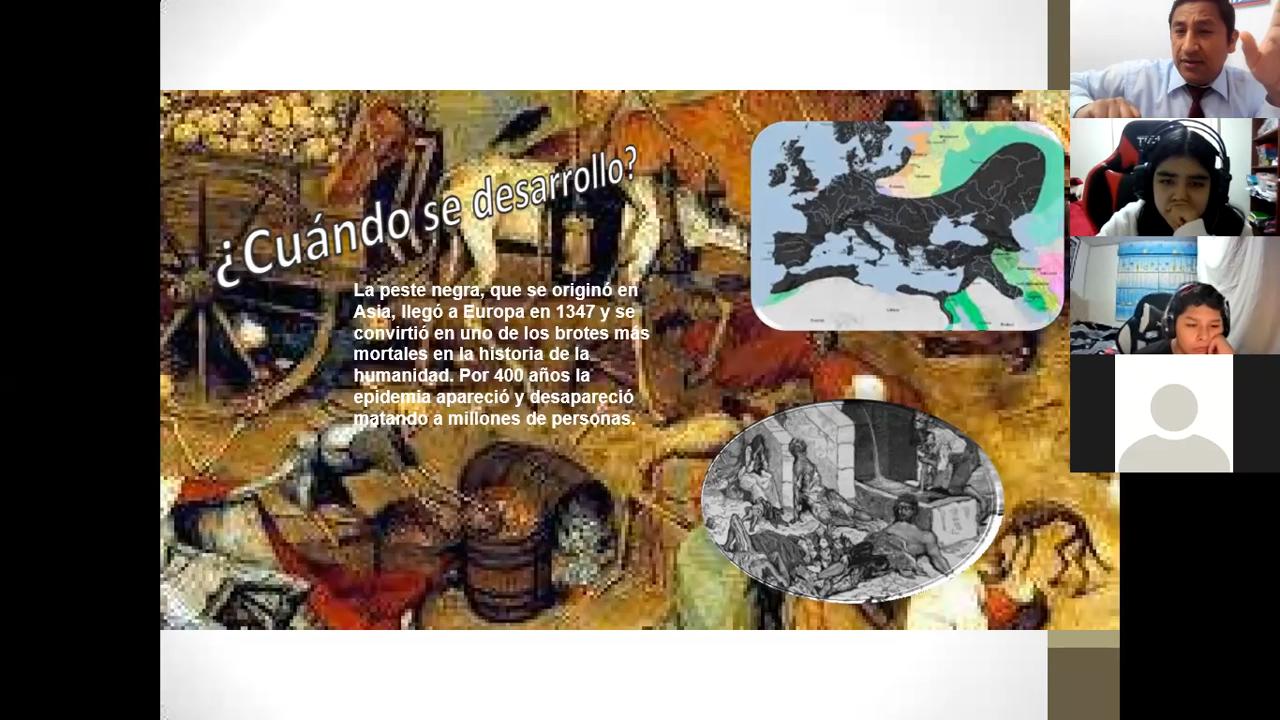 ¿Cuándo se desarrollo?
La peste negra, que se originó en
Asia, llegó a Europa en 1347 y se
convirtió en uno de los brotes más
mortales en la historia de la
humanidad. Por 400 años la
epidemia apareció y desapareció
matando a millones de personas.